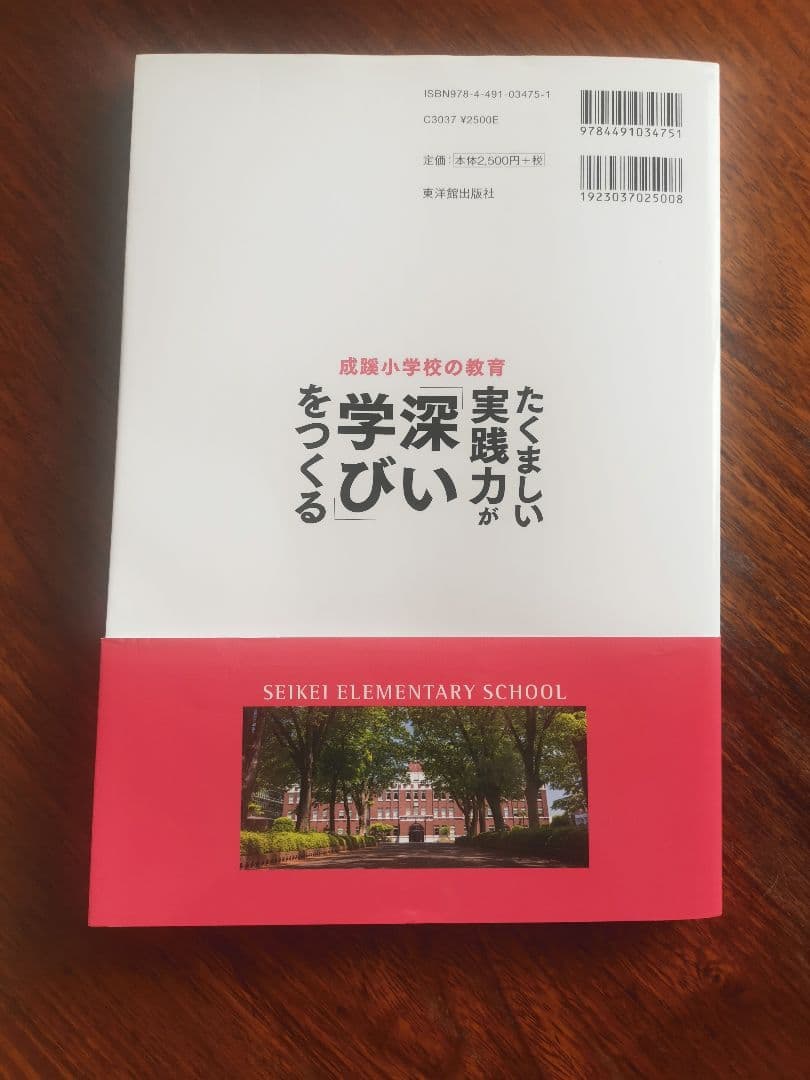 ISBN978-4-491-03475-1
C3037 ¥2500E
定価：本体2,500円+税
東洋館出版社
9784491034751
1923037025008
成蹊小学校の教育
たくましい
実践力が
「深い
学び」
をつくる
SEIKEI ELEMENTARY SCHOOL